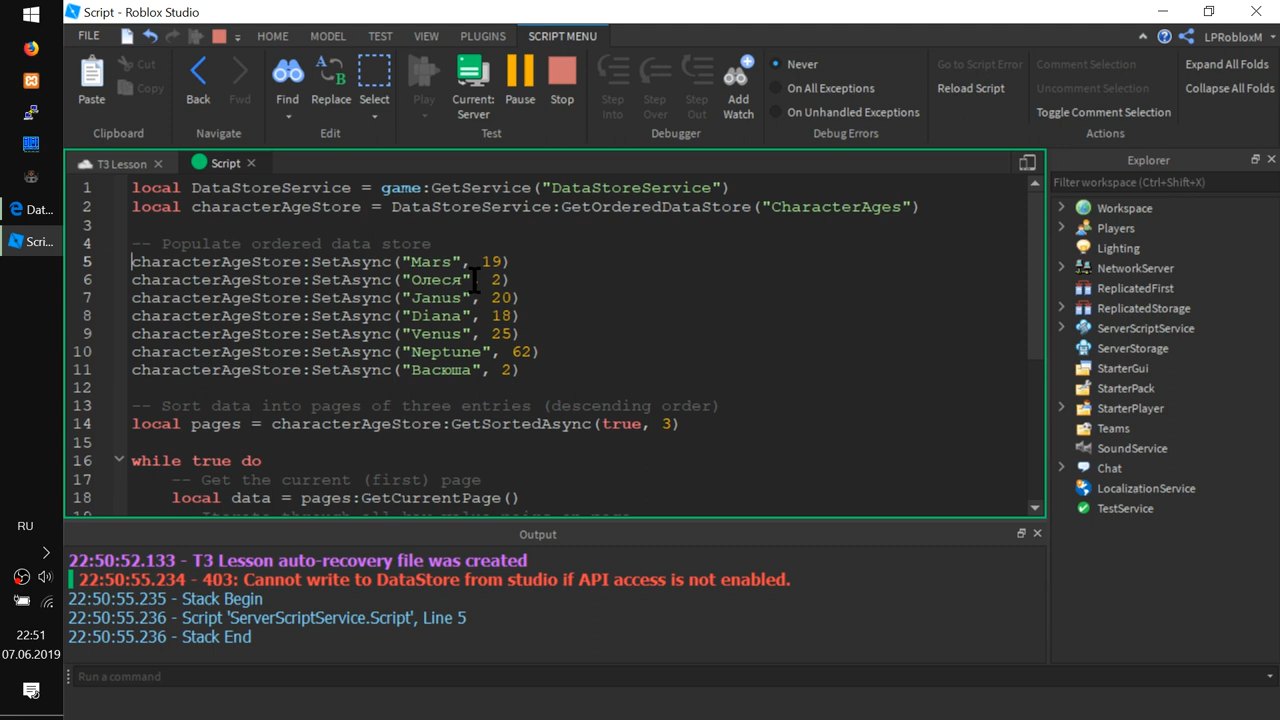 Script - Roblox Studio
FILE HOME MODEL TEST VIEW PLUGINS SCRIPT MENU LPRobloxM
Paste Cut Copy Back Fwd Find Replace Select Play Current: Server Pause Stop Step Into Step Over Step Out Add Watch
Never
On All Exceptions
On Unhandled Exceptions
Go to Script Error
Reload Script
Comment Selection
Uncomment Selection
Toggle Comment Selection
Expand All Folds
Collapse All Folds
Clipboard Navigate Edit Test Debugger Debug Errors Actions
T3 Lesson Script
1 local DataStoreService = game:GetService("DataStoreService")
2 local characterAgeStore = DataStoreService:GetOrderedDataStore("CharacterAges")
3
4 -- Populate ordered data store
5 characterAgeStore:SetAsync("Mars", 19)
6 characterAgeStore:SetAsync("Олеся", 2)
7 characterAgeStore:SetAsync("Janus", 20)
8 characterAgeStore:SetAsync("Diana", 18)
9 characterAgeStore:SetAsync("Venus", 25)
10 characterAgeStore:SetAsync("Neptune", 62)
11 characterAgeStore:SetAsync("Васюша", 2)
12
13 -- Sort data into pages of three entries (descending order)
14 local pages = characterAgeStore:GetSortedAsync(true, 3)
15
16 while true do
17 -- Get the current (first) page
18 local data = pages:GetCurrentPage()
Explorer
Filter workspace (Ctrl+Shift+X)
Workspace
Players
Lighting
NetworkServer
ReplicatedFirst
ReplicatedStorage
ServerScriptService
ServerStorage
StarterGui
StarterPack
StarterPlayer
Teams
SoundService
Chat
LocalizationService
TestService
Output
22:50:52.133 - T3 Lesson auto-recovery file was created
22:50:55.234 - 403: Cannot write to DataStore from studio if API access is not enabled.
22:50:55.235 - Stack Begin
22:50:55.236 - Script 'ServerScriptService.Script', Line 5
22:50:55.236 - Stack End
Run a command
Dat...
Scri...
RU
22:51
07.06.2019